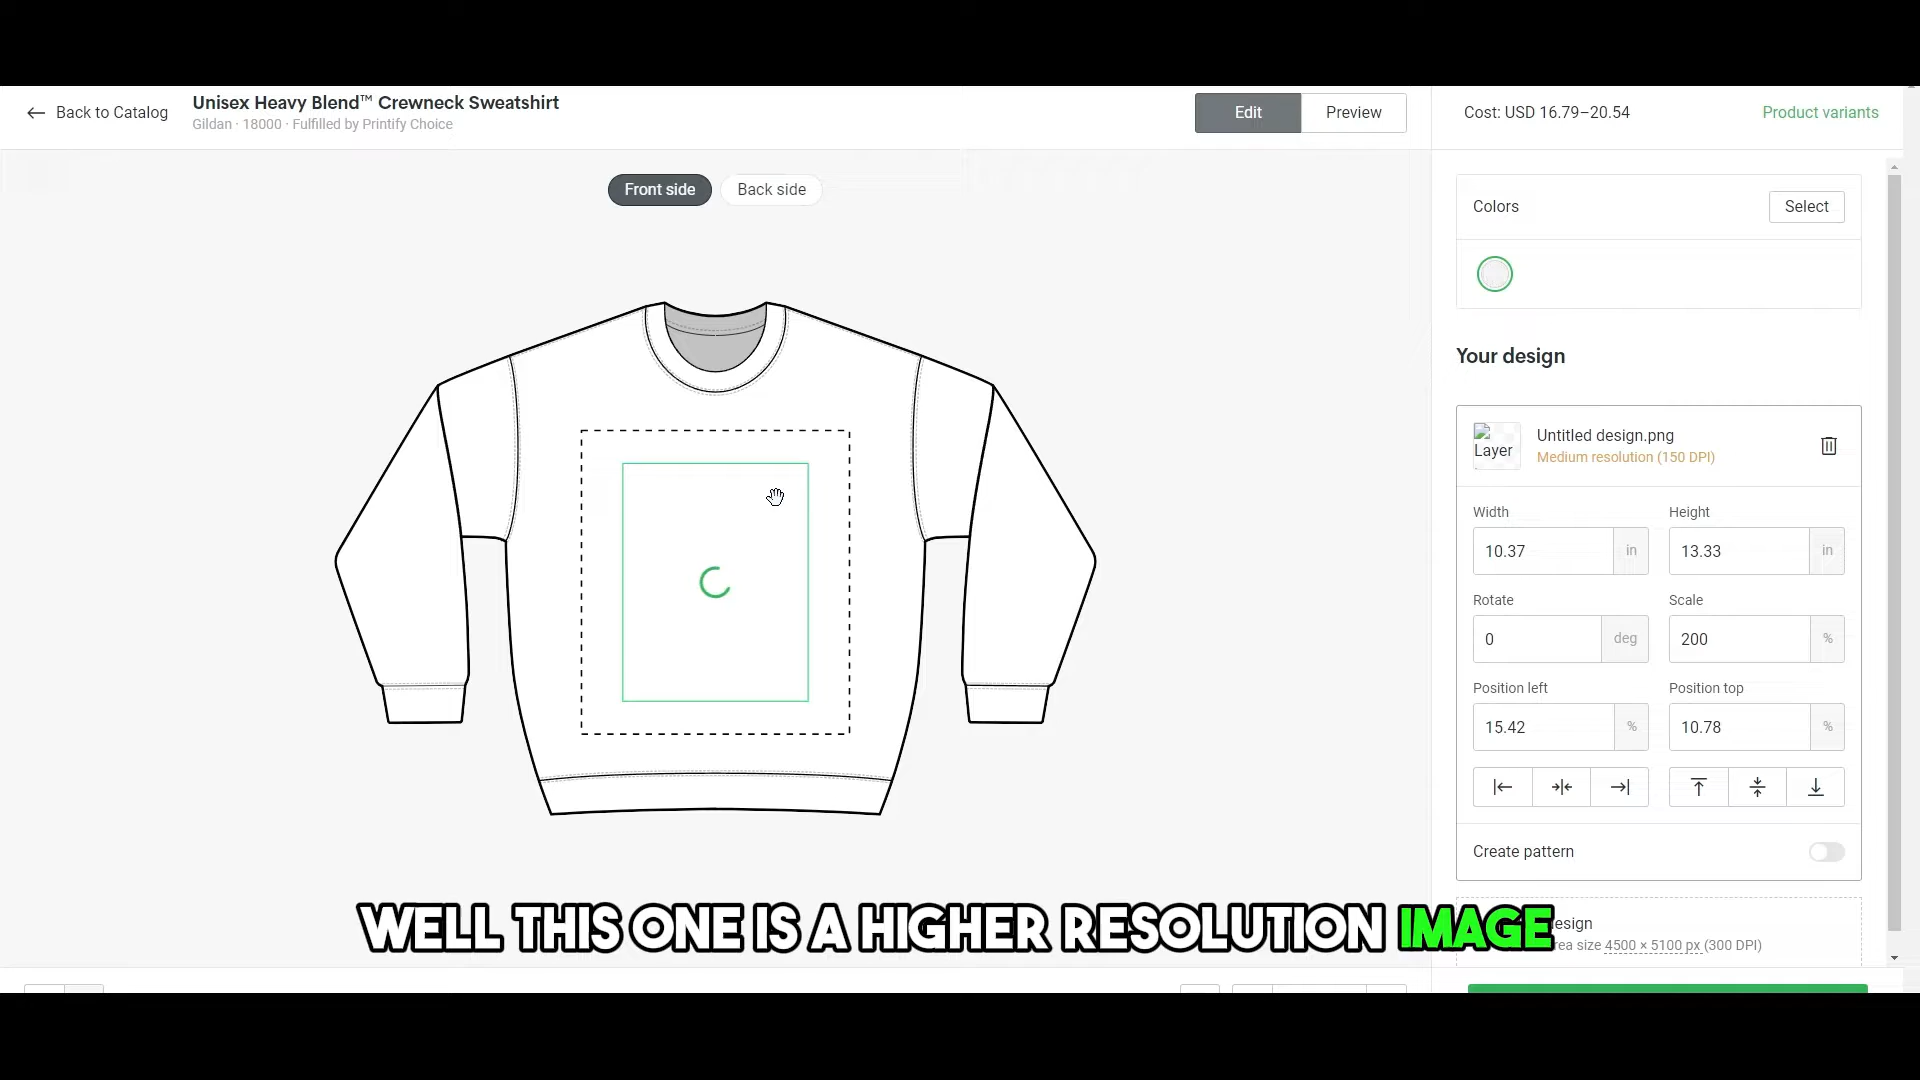 Back to Catalog
Unisex Heavy Blend™ Crewneck Sweatshirt
Gildan · 18000 · Fulfilled by Printify Choice
Edit
Preview
Cost: USD 16.79–20.54
Product variants
Front side
Back side
Colors
Select
Your design
Layer
Untitled design.png
Medium resolution (150 DPI)
Width
Height
10.37 in
13.33 in
Rotate
Scale
0 deg
200 %
Position left
Position top
15.42 %
10.78 %
Create pattern
WELL THIS ONE IS A HIGHER RESOLUTION IMAGE
size 4500 × 5100 px (300 DPI)